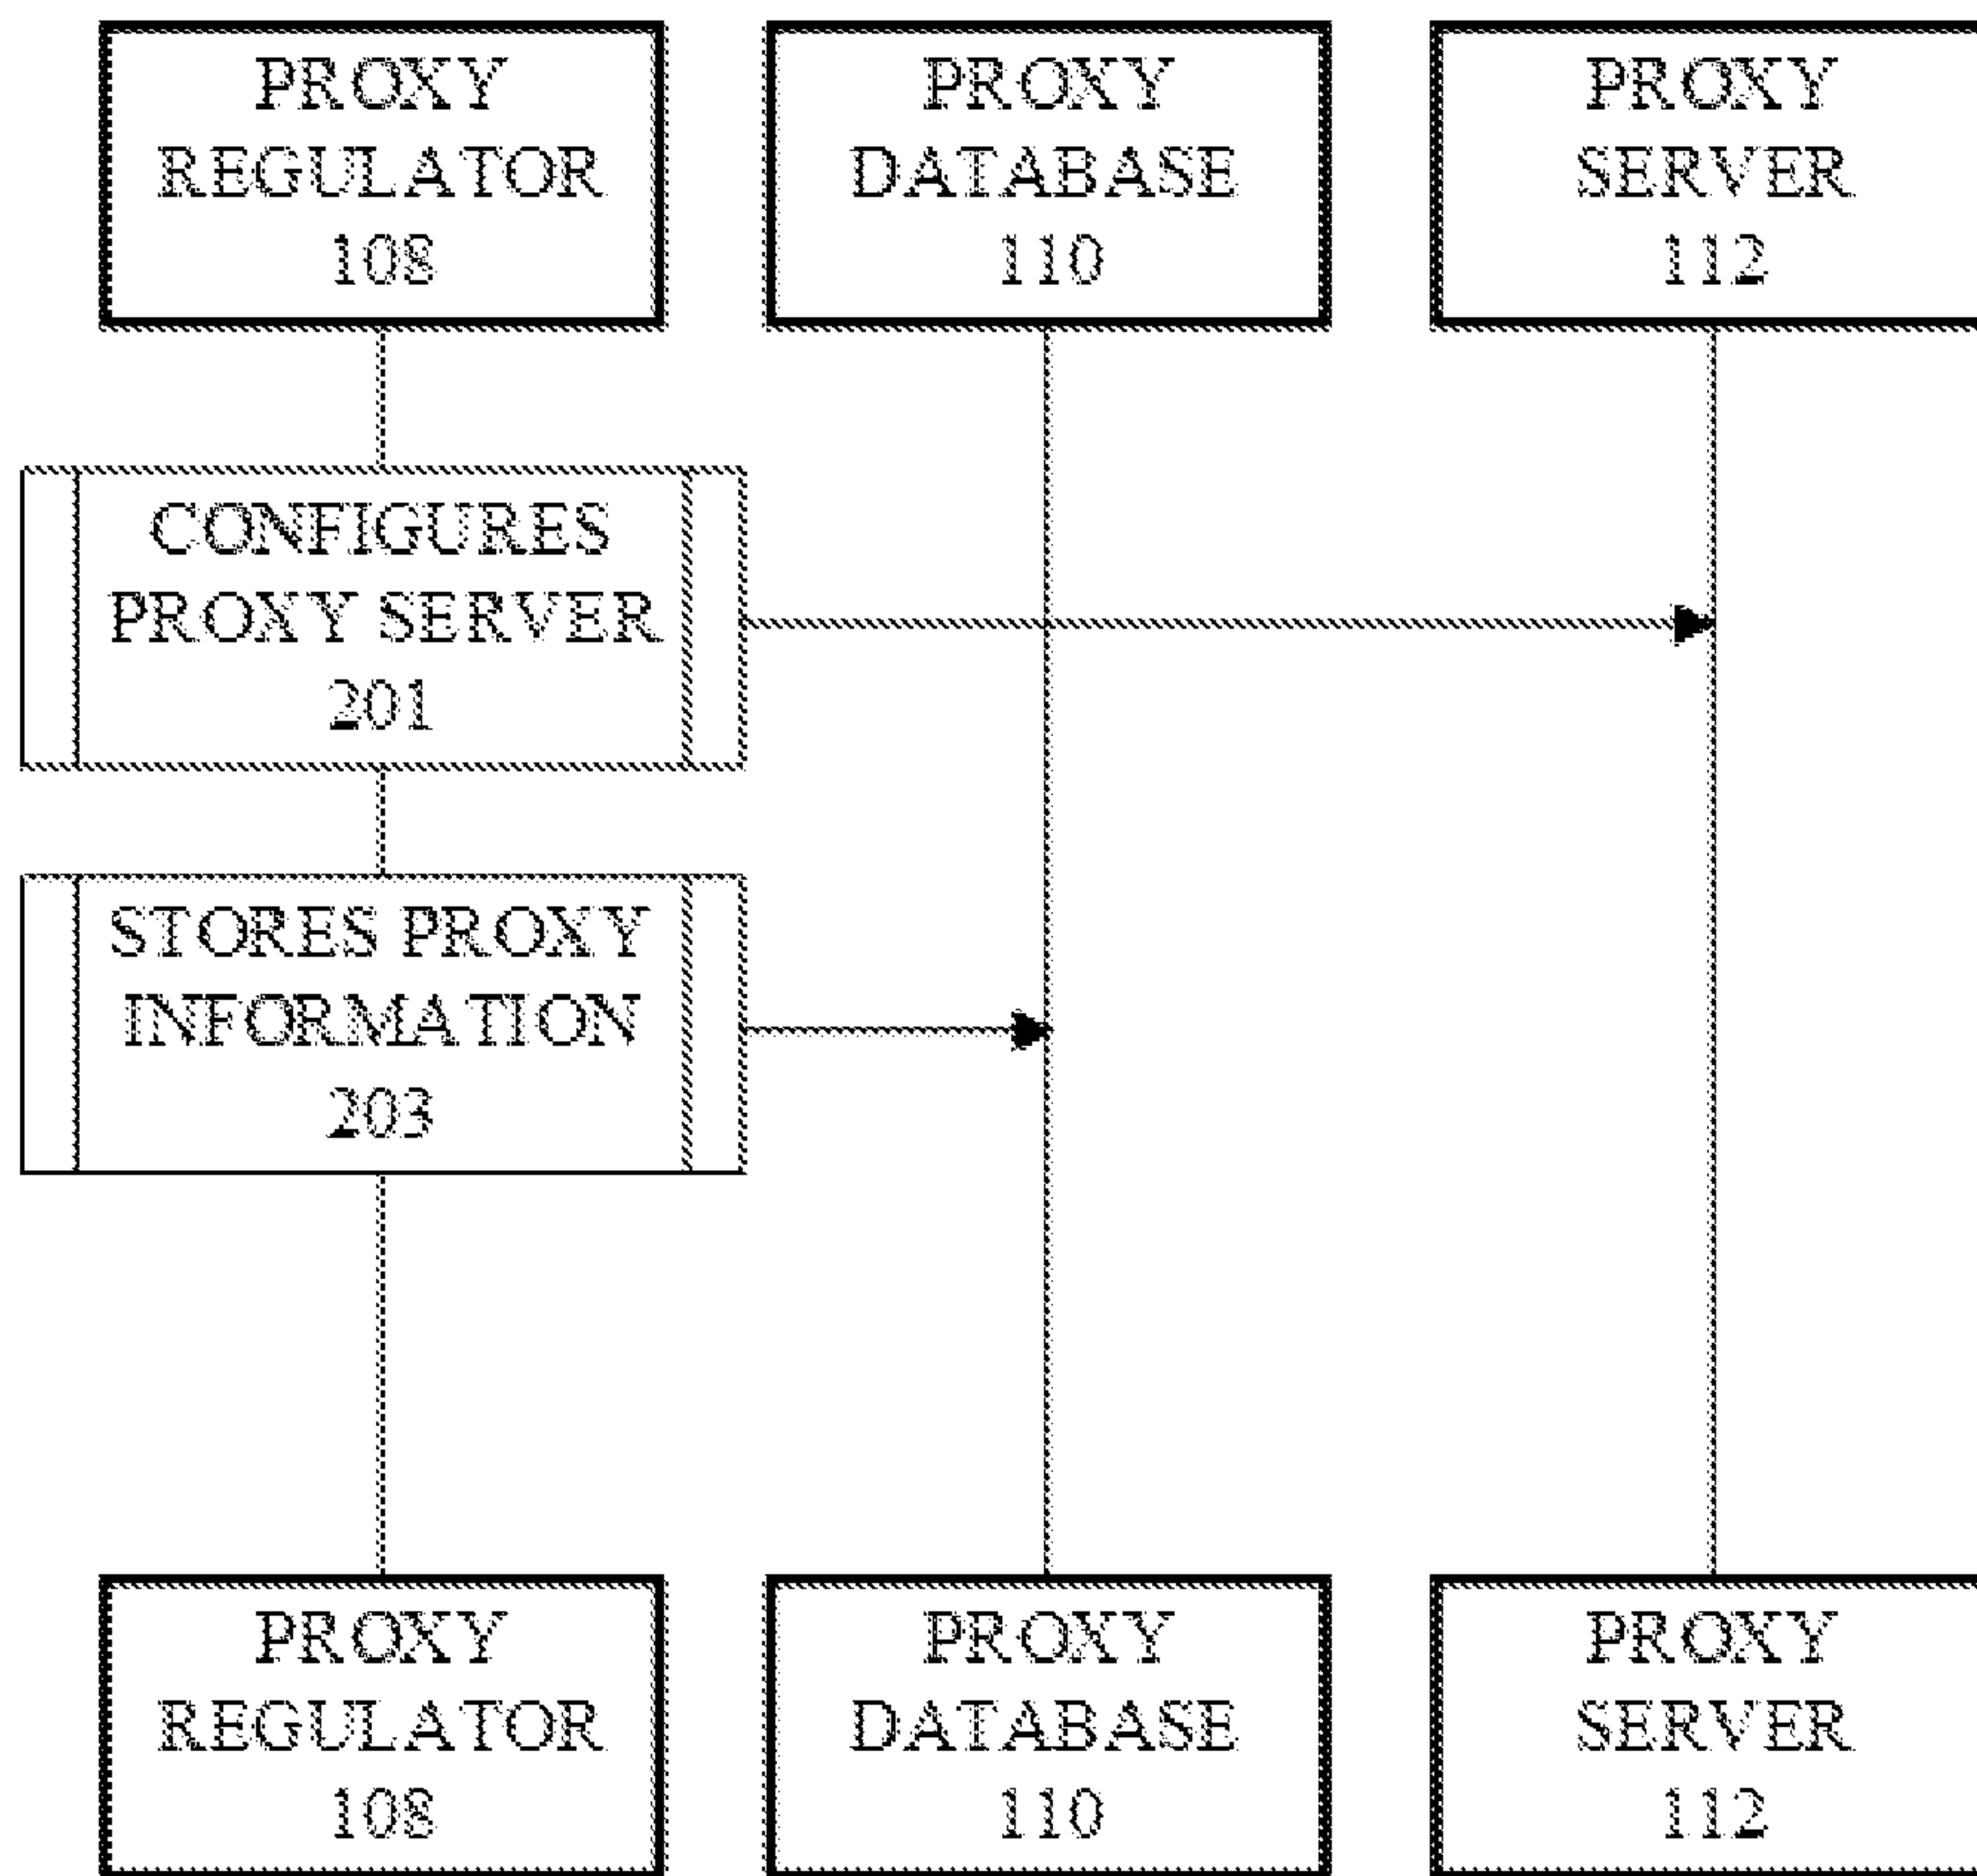 PROXY
REGULATOR
108
PROXY
DATABASE
110
PROXY
SERVER
112
CONFIGURES
PROXY SERVER
201
STORES PROXY
INFORMATION
203
PROXY
REGULATOR
108
PROXY
DATABASE
110
PROXY
SERVER
112